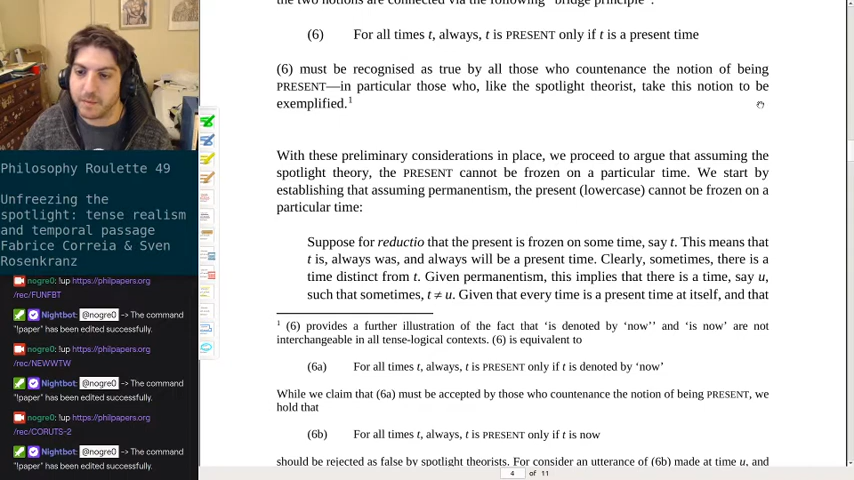 the two notions are connected via the following "bridge principle":
(6) For all times t, always, t is PRESENT only if t is a present time
(6) must be recognised as true by all those who countenance the notion of being
PRESENT—in particular those who, like the spotlight theorist, take this notion to be
exemplified.1
With these preliminary considerations in place, we proceed to argue that assuming the
spotlight theory, the PRESENT cannot be frozen on a particular time. We start by
establishing that assuming permanentism, the present (lowercase) cannot be frozen on a
particular time:
Suppose for reductio that the present is frozen on some time, say t. This means that
t is, always was, and always will be a present time. Clearly, sometimes, there is a
time distinct from t. Given permanentism, this implies that there is a time, say u,
such that sometimes, t ≠ u. Given that every time is a present time at itself, and that
1 (6) provides a further illustration of the fact that 'is denoted by 'now'' and 'is now' are not
interchangeable in all tense-logical contexts. (6) is equivalent to
(6a) For all times t, always, t is PRESENT only if t is denoted by 'now'
While we claim that (6a) must be accepted by those who countenance the notion of being PRESENT, we
hold that
(6b) For all times t, always, t is PRESENT only if t is now
should be rejected as false by spotlight theorists. For consider an utterance of (6b) made at time u, and
4 of 11
Philosophy Roulette 49
Unfreezing the
spotlight: tense realism
and temporal passage
Fabrice Correia & Sven
Rosenkranz
nogre0: !up https://philpapers.org
/rec/FUNFBT
Nightbot: @nogre0 -> The command
"!paper" has been edited successfully.
nogre0: !up https://philpapers.org
/rec/NEWWTW
Nightbot: @nogre0 -> The command
"!paper" has been edited successfully.
nogre0: !up https://philpapers.org
/rec/CORUTS-2
Nightbot: @nogre0 -> The command
"!paper" has been edited successfully.